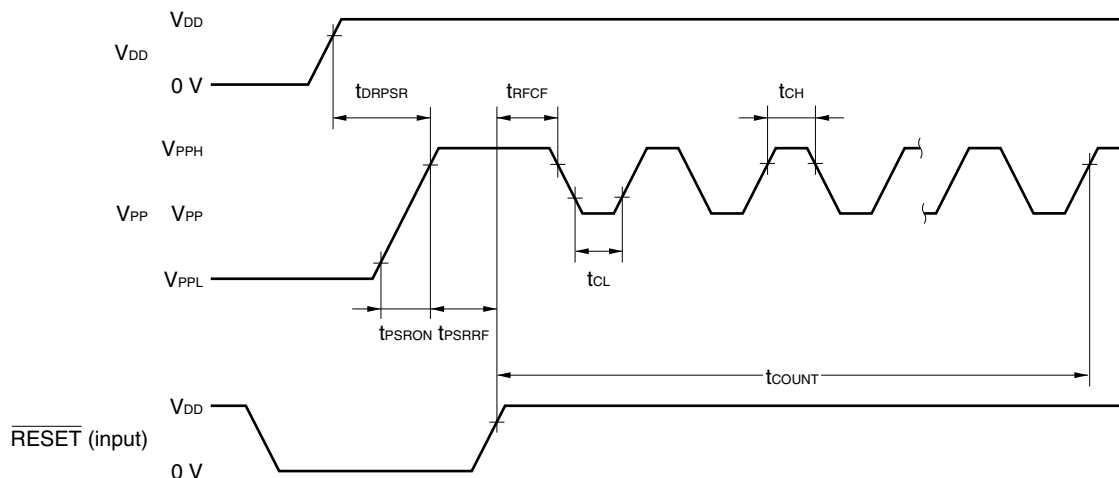 VDD
VDD
0 V
tDRPSR
tRFCF
tCH
VPPH
VPP VPP
VPPL
tCL
tPSRON tPSRRF
tCOUNT
VDD
RESET (input)
0 V